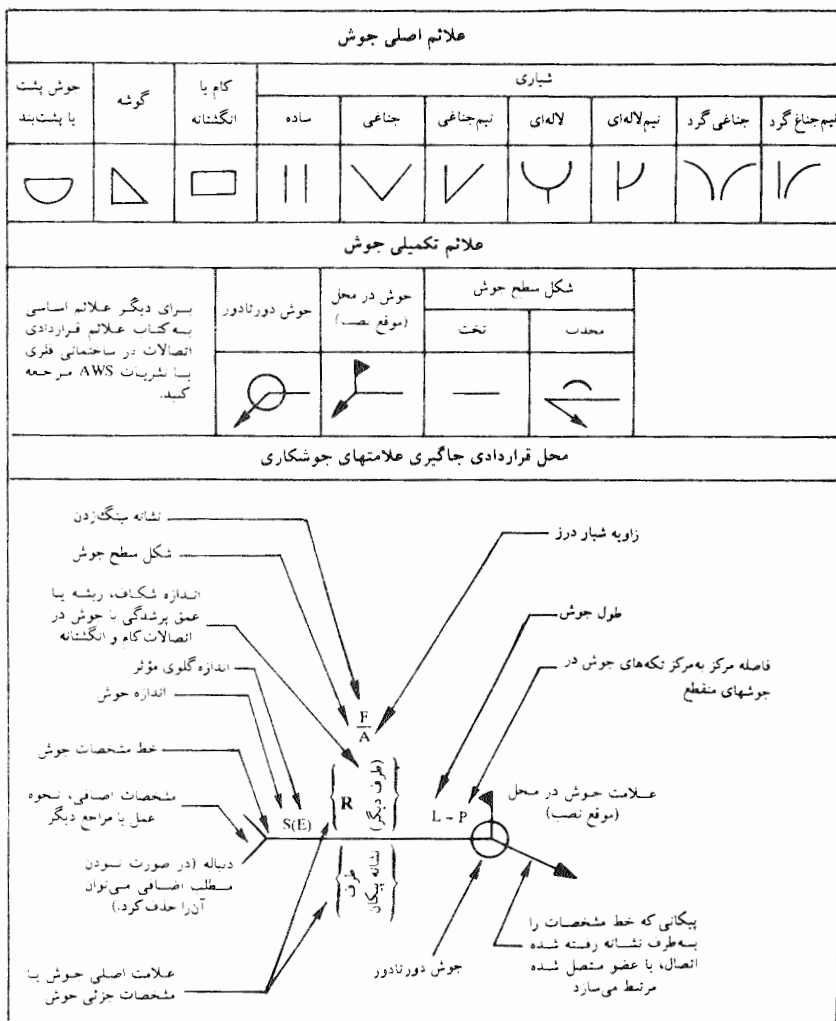 علائم اصلی جوش
جوش پشت
یا پشت‌بند
گوشه
کام یا
انگشتانه
شیاری
ساده
جناغی
نیم‌جناغی
لاله‌ای
نیم‌لاله‌ای
جناغی گرد
نیم‌جناغ گرد
علائم تکمیلی جوش
برای دیگر علائم اساسی
به‌کتاب علائم قراردادی
اتصالات در ساختمانی فلزی
یا نشریات AWS مرجعه
کنید.
جوش دورتادور
جوش در محل
(موقع نصب)
شکل سطح جوش
تخت
محدب
محل قراردادی جاگیری علامتهای جوشکاری
نشانه سنگ‌زدن
شکل سطح جوش
اندازه شکاف، ریشه یا
عمق پرشدگی با جوش در
اتصالات کام و انگشتانه
اندازه گلوی مؤثر
اندازه جوش
خط مشخصات جوش
مشخصات اضافی، نحوه
عمل یا مراجع دیگر
دنباله (در صورت نبودن
مطلب اضافی می‌توان
آن‌را حذف‌کرد.)
علامت اصلی جوش یا
مشخصات جزئی جوش
زاویه شیار درز
طول جوش
فاصله مرکز به‌مرکز تکه‌های جوش در
جوشهای منقطع
علامت جوش در محل
(موقع نصب)
پیکانی که خط مشخصات را
به‌طرف نشانه رفته شده
اتصال، یا عضو متصل شده
مرتبط می‌سازد
جوش دورتادور
F
A
R
(طرف دیگر)
S(E)
L – P
طرف
نشانه پیکان